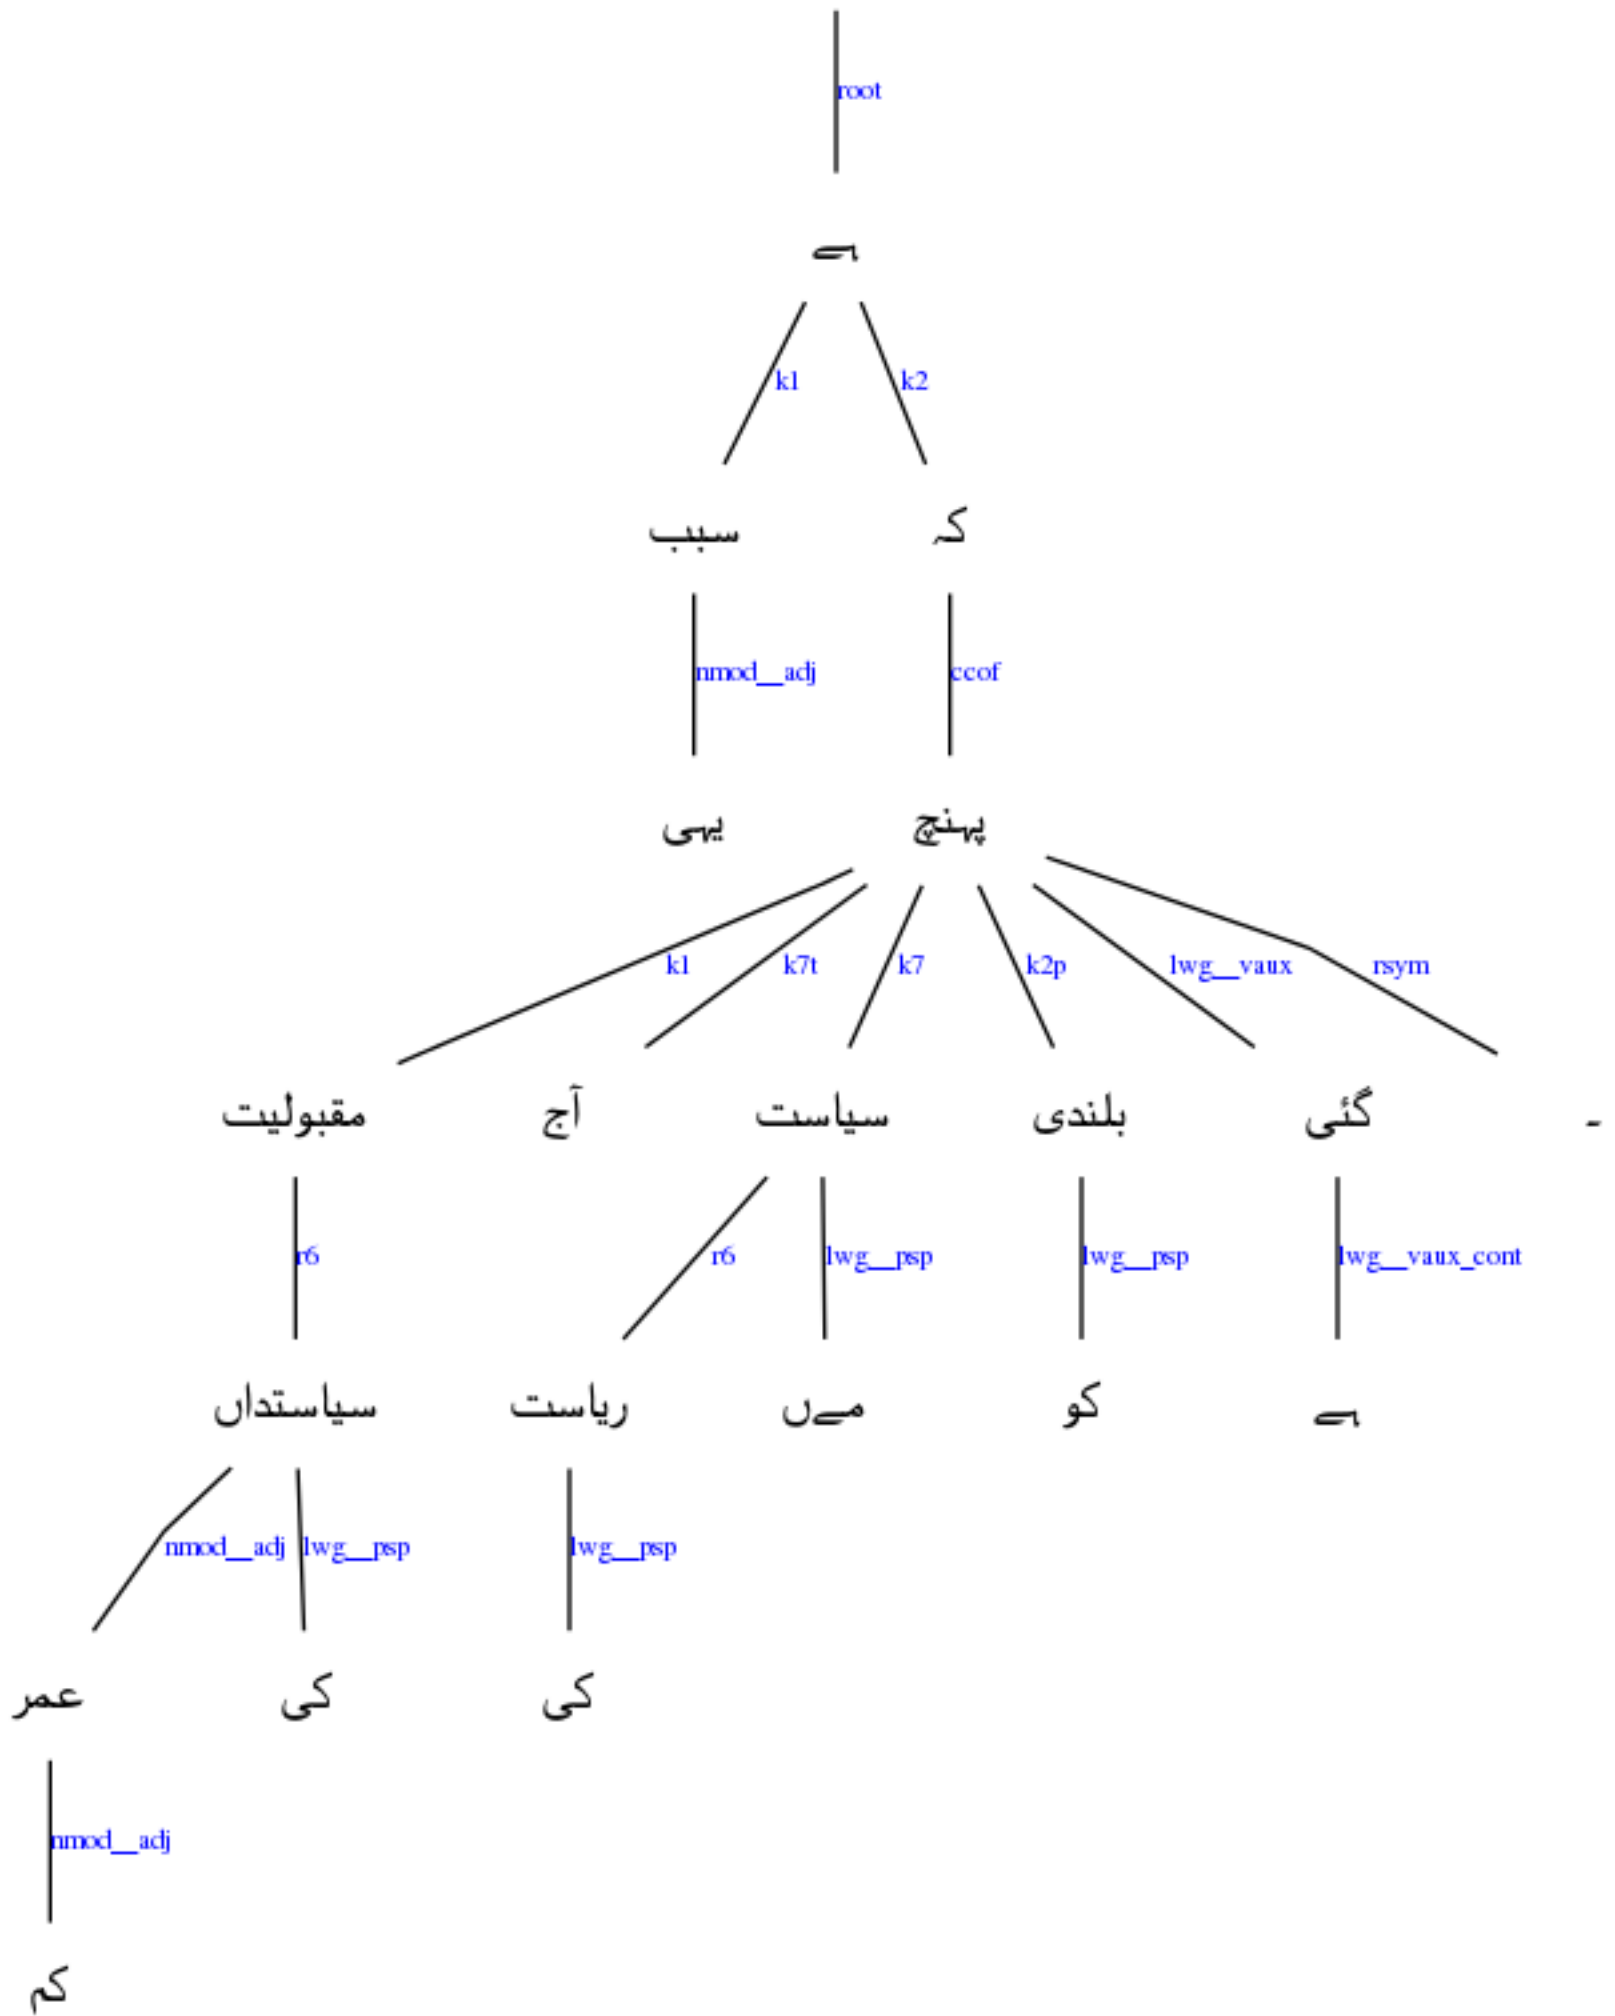 root
ہے
k1 k2
سبب کہ
nmod__adj ccof
یہی پہنچ
k1 k7t k7 k2p lwg__vaux rsym
مقبولیت آج سیاست بلندی گئی ۔
r6 r6 lwg__psp lwg__psp lwg__vaux_cont
سیاستداں ریاست مےں کو ہے
nmod__adj lwg__psp lwg__psp
عمر کی کی
nmod__adj
کم